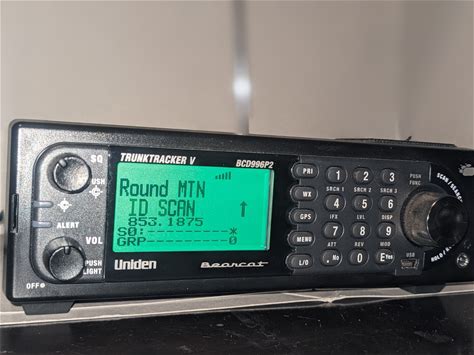 TRUNKTRACKER V BCD996P2
SQ
PUSH
ALERT
VOL
PUSH
LIGHT
OFF
Round MTN
ID SCAN ↑
853.1875
S0:---------*
GRP---------0
Uniden Bearcat
PRI
WX
GPS
MENU
L/O
1 2 3
SRCH 1 SRCH 2 SRCH 3
4 5 6
IFX LVL DISP
7 8 9
ATT REV MOD
. No 0 E Yes
PUSH
FUNC
USB